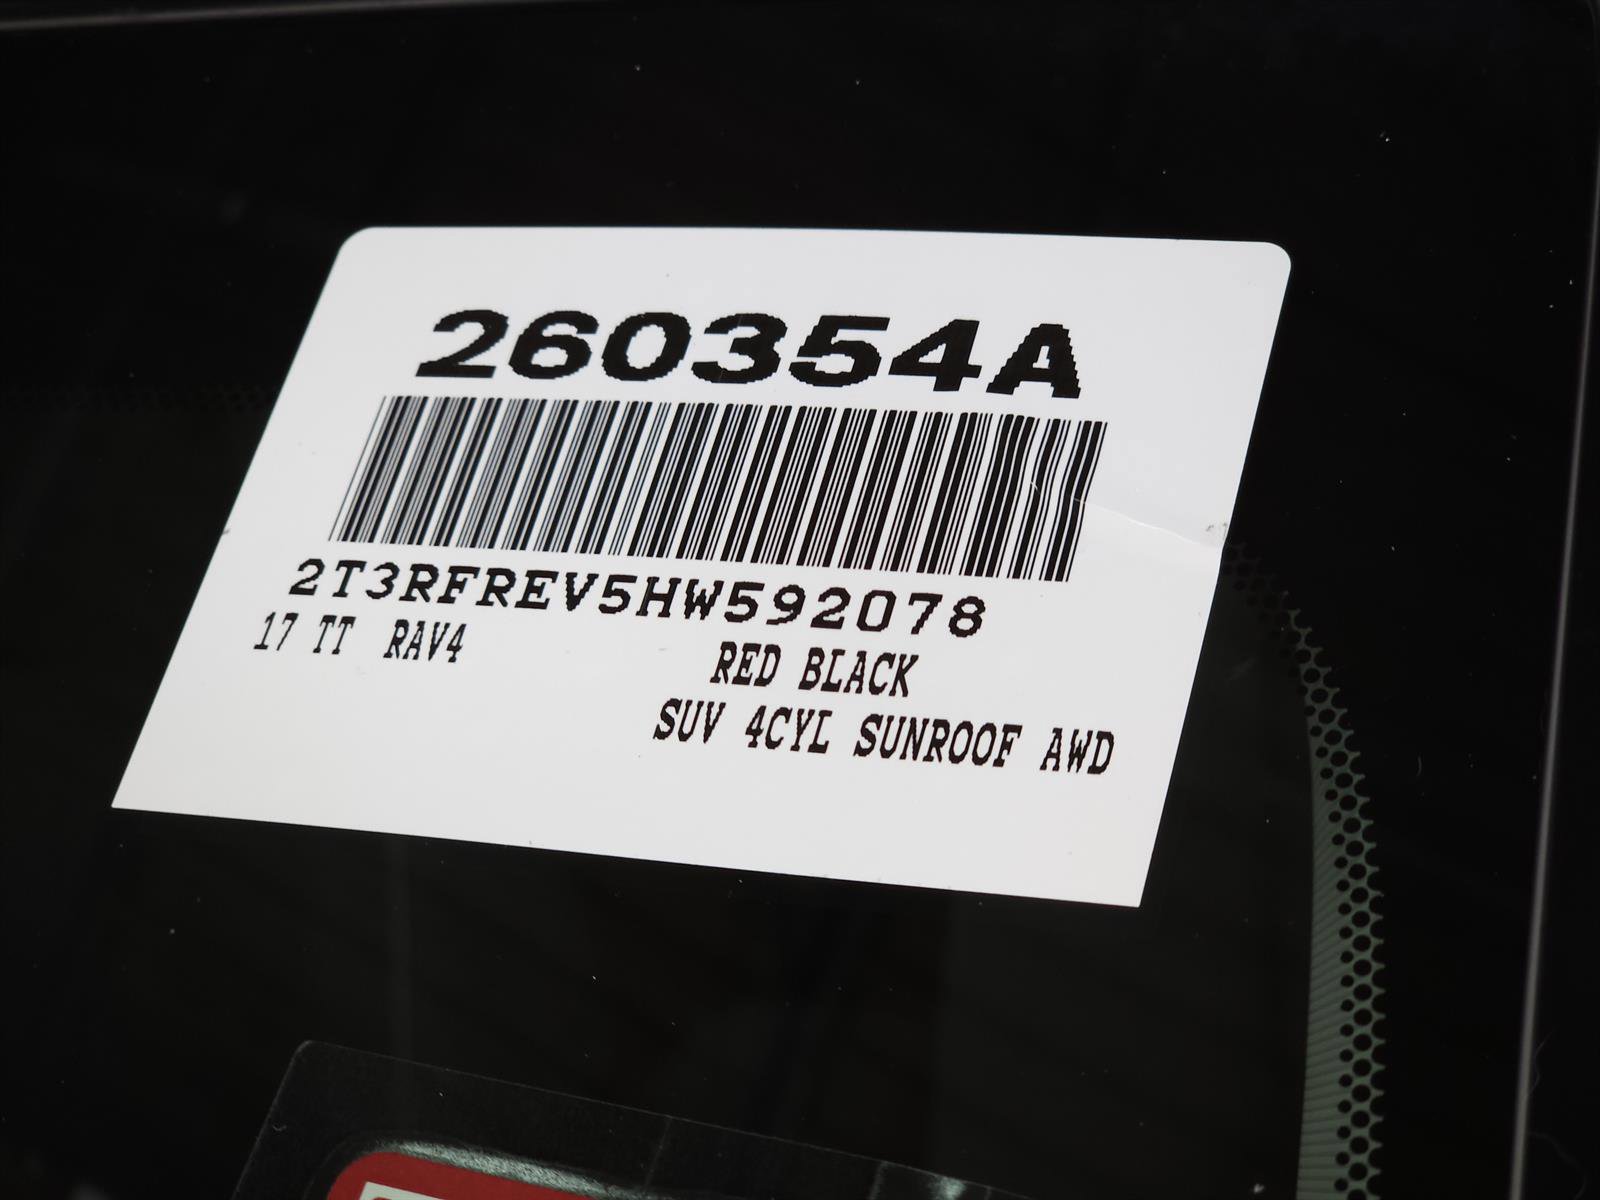 260354A
2T3RFREV5HW592078
17 TT RAV4
RED BLACK
SUV 4CYL SUNROOF AWD